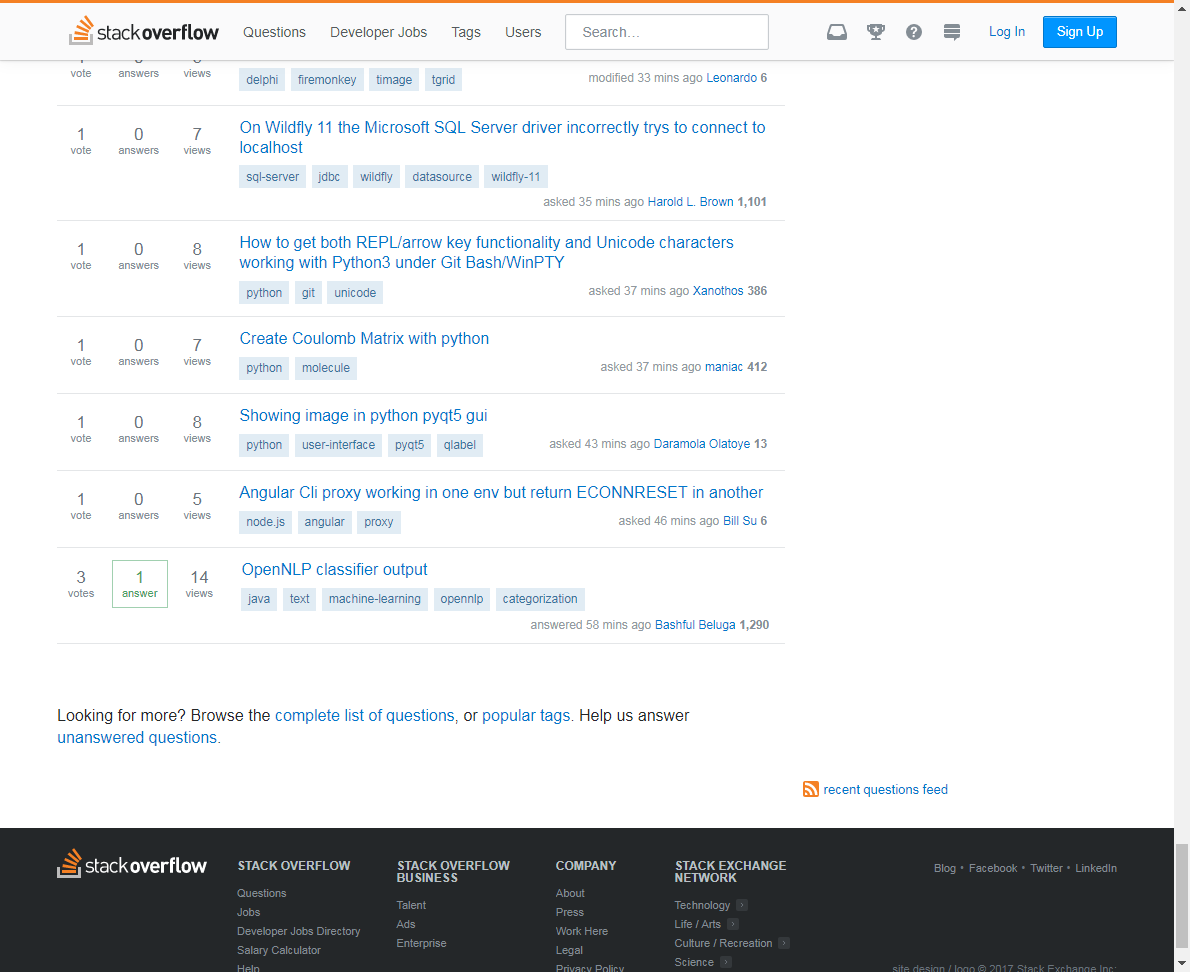 stackoverflow Questions Developer Jobs Tags Users Search... Log In Sign Up
vote answers views
delphi firemonkey timage tgrid modified 33 mins ago Leonardo 6
1 0 7 On Wildfly 11 the Microsoft SQL Server driver incorrectly trys to connect to
vote answers views localhost
sql-server jdbc wildfly datasource wildfly-11
asked 35 mins ago Harold L. Brown 1,101
1 0 8 How to get both REPL/arrow key functionality and Unicode characters
vote answers views working with Python3 under Git Bash/WinPTY
python git unicode asked 37 mins ago Xanothos 386
1 0 7 Create Coulomb Matrix with python
vote answers views
python molecule asked 37 mins ago maniac 412
1 0 8 Showing image in python pyqt5 gui
vote answers views
python user-interface pyqt5 qlabel asked 43 mins ago Daramola Olatoye 13
1 0 5 Angular Cli proxy working in one env but return ECONNRESET in another
vote answers views
node.js angular proxy asked 46 mins ago Bill Su 6
3 1 14 OpenNLP classifier output
votes answer views
java text machine-learning opennlp categorization
answered 58 mins ago Bashful Beluga 1,290
Looking for more? Browse the complete list of questions, or popular tags. Help us answer
unanswered questions.
recent questions feed
stackoverflow
STACK OVERFLOW
Questions
Jobs
Developer Jobs Directory
Salary Calculator
Help
STACK OVERFLOW
BUSINESS
Talent
Ads
Enterprise
COMPANY
About
Press
Work Here
Legal
Privacy Policy
STACK EXCHANGE
NETWORK
Technology
Life / Arts
Culture / Recreation
Science
Blog • Facebook • Twitter • LinkedIn
site design / logo © 2017 Stack Exchange Inc;